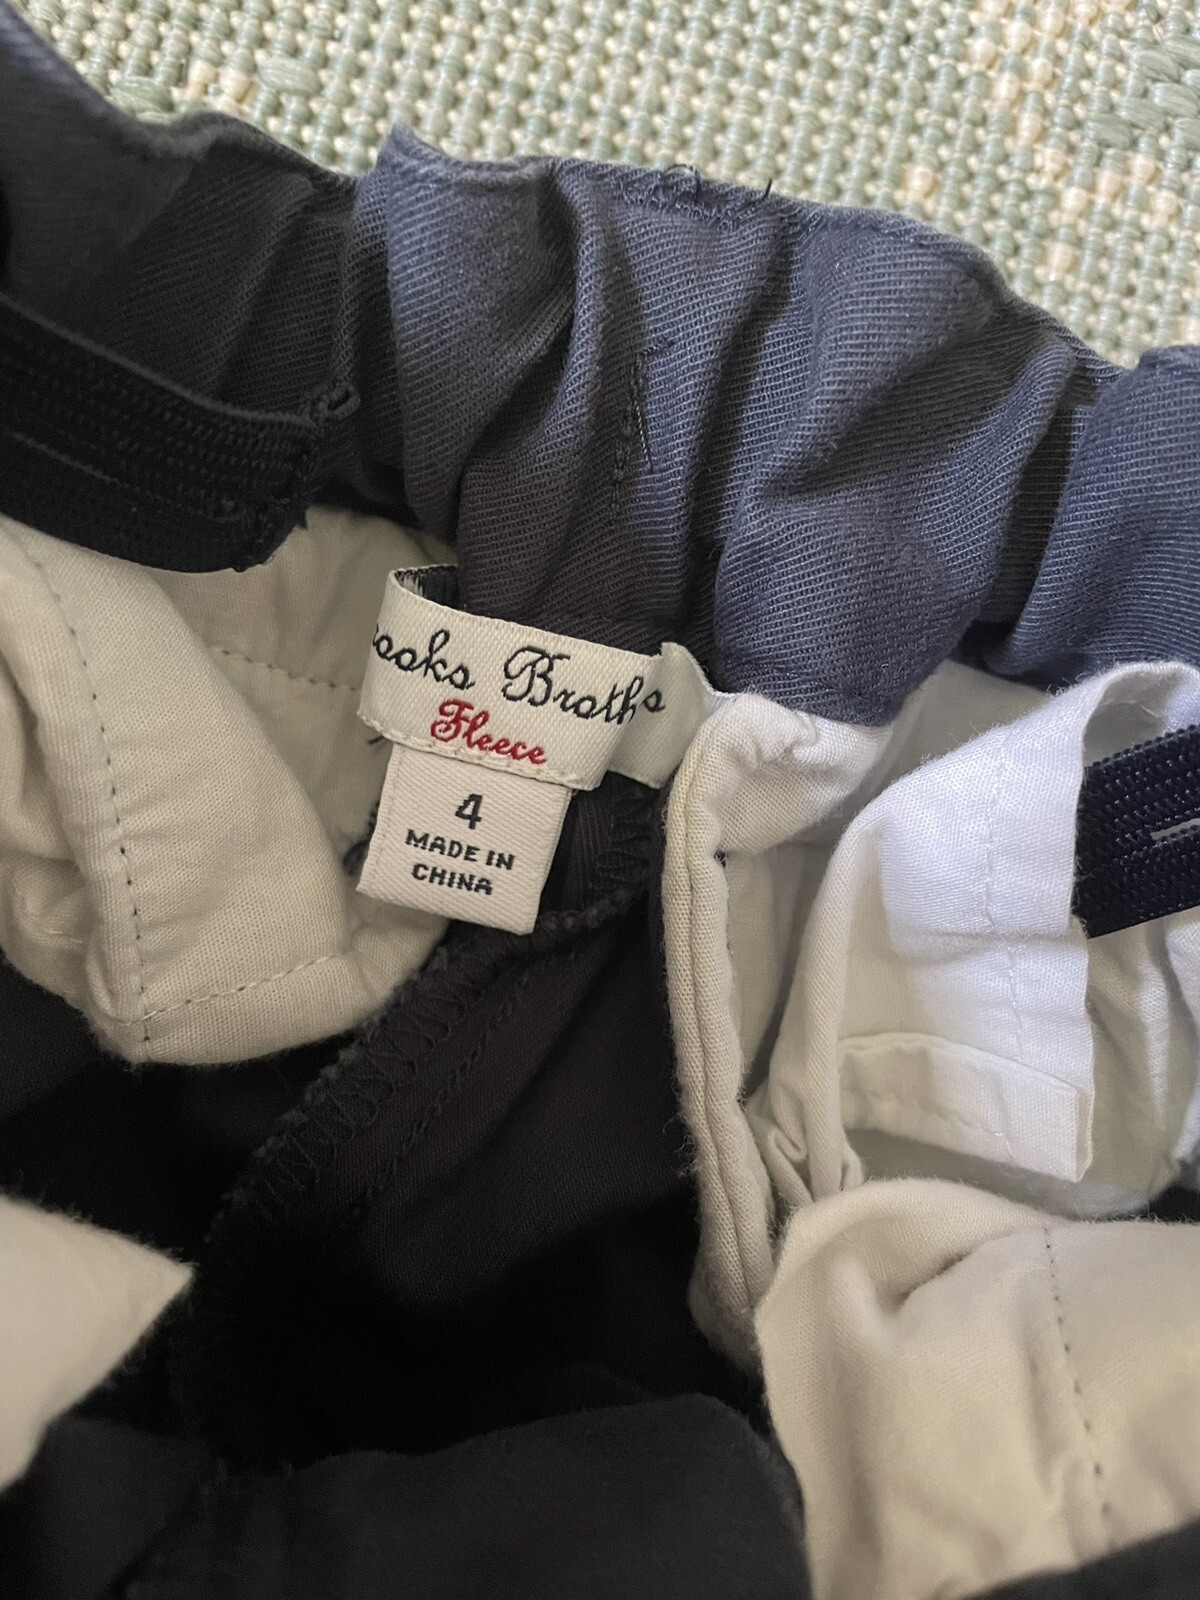 ooks Broth s
Fleece
4
MADE IN
CHINA